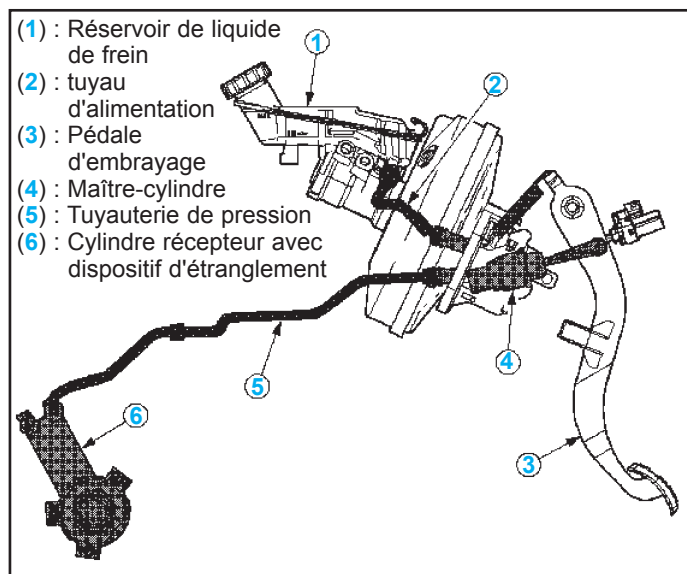 (1) : Réservoir de liquide
de frein
(2) : tuyau
d'alimentation
(3) : Pédale
d'embrayage
(4) : Maître-cylindre
(5) : Tuyauterie de pression
(6) : Cylindre récepteur avec
dispositif d'étranglement
1
2
4
5
6
3